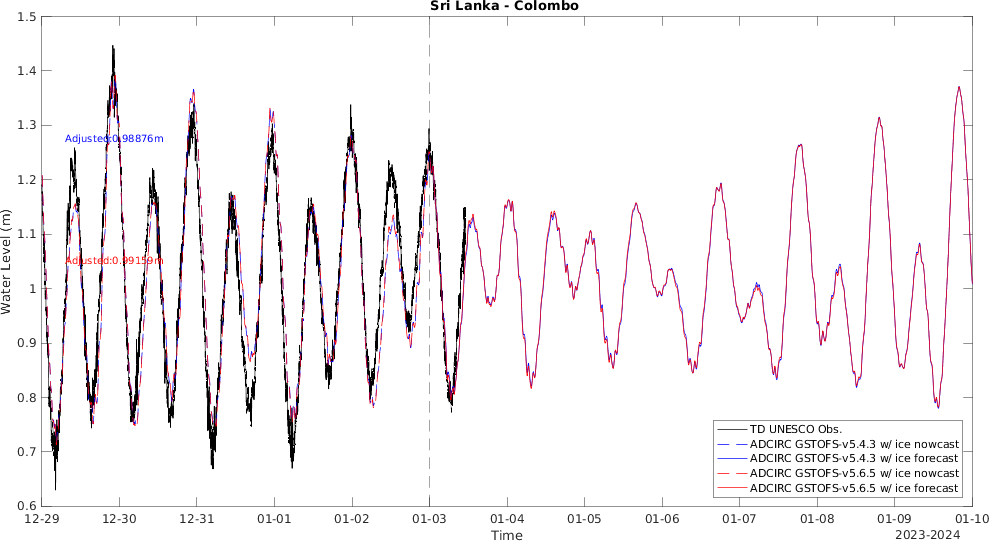 Sri Lanka - Colombo
Water Level (m)
1.5
1.4
1.3
1.2
1.1
1
0.9
0.8
0.7
0.6
Adjusted:0.98876m
Adjusted:0.99159m
TD UNESCO Obs.
ADCIRC GSTOFS-v5.4.3 w/ ice nowcast
ADCIRC GSTOFS-v5.4.3 w/ ice forecast
ADCIRC GSTOFS-v5.6.5 w/ ice nowcast
ADCIRC GSTOFS-v5.6.5 w/ ice forecast
12-29 12-30 12-31 01-01 01-02 01-03 01-04 01-05 01-06 01-07 01-08 01-09 01-10
Time
2023-2024